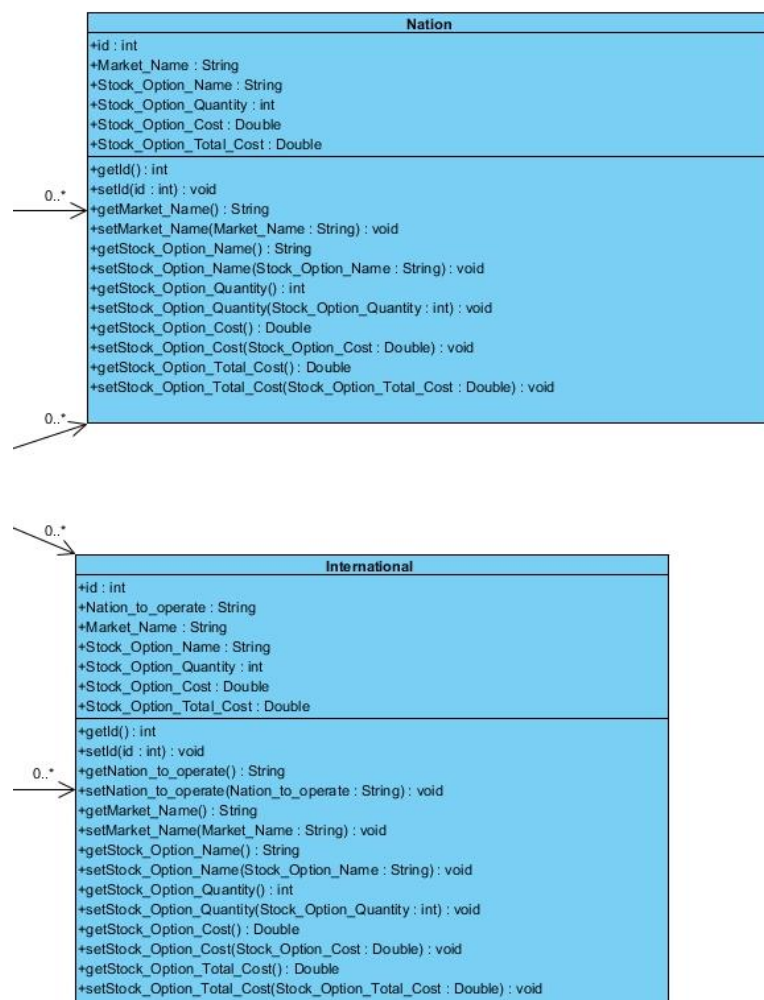 Nation
+id : int
+Market_Name : String
+Stock_Option_Name : String
+Stock_Option_Quantity : int
+Stock_Option_Cost : Double
+Stock_Option_Total_Cost : Double
+getId() : int
+setId(id : int) : void
0..*
+getMarket_Name() : String
+setMarket_Name(Market_Name : String) : void
+getStock_Option_Name() : String
+setStock_Option_Name(Stock_Option_Name : String) : void
+getStock_Option_Quantity() : int
+setStock_Option_Quantity(Stock_Option_Quantity : int) : void
+getStock_Option_Cost() : Double
+setStock_Option_Cost(Stock_Option_Cost : Double) : void
+getStock_Option_Total_Cost() : Double
+setStock_Option_Total_Cost(Stock_Option_Total_Cost : Double) : void
0..*
0..*
International
+id : int
+Nation_to_operate : String
+Market_Name : String
+Stock_Option_Name : String
+Stock_Option_Quantity : int
+Stock_Option_Cost : Double
+Stock_Option_Total_Cost : Double
+getId() : int
+setId(id : int) : void
+getNation_to_operate() : String
0..*
+setNation_to_operate(Nation_to_operate : String) : void
+getMarket_Name() : String
+setMarket_Name(Market_Name : String) : void
+getStock_Option_Name() : String
+setStock_Option_Name(Stock_Option_Name : String) : void
+getStock_Option_Quantity() : int
+setStock_Option_Quantity(Stock_Option_Quantity : int) : void
+getStock_Option_Cost() : Double
+setStock_Option_Cost(Stock_Option_Cost : Double) : void
+getStock_Option_Total_Cost() : Double
+setStock_Option_Total_Cost(Stock_Option_Total_Cost : Double) : void